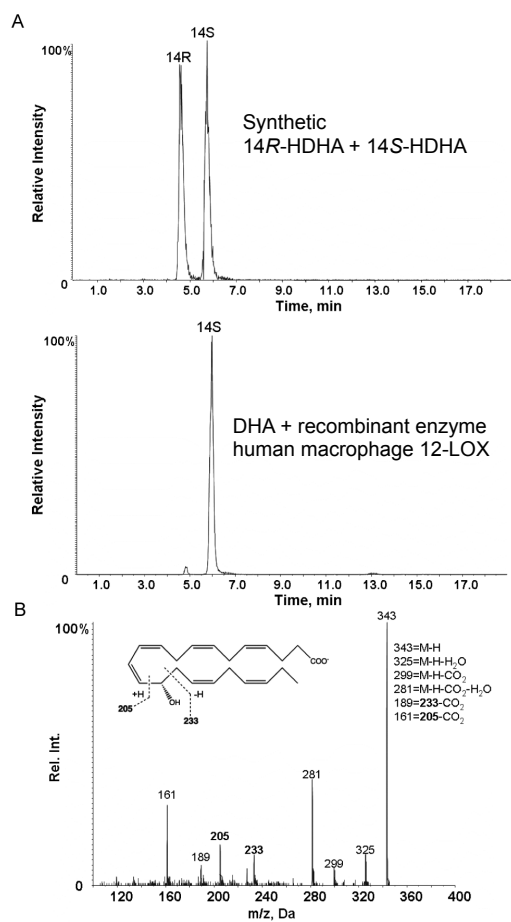 A
100%
14R
14S
Relative Intensity
Synthetic
14R-HDHA + 14S-HDHA
0
1.0 3.0 5.0 7.0 9.0 11.0 13.0 15.0 17.0
Time, min
14S
100%
Relative Intensity
DHA + recombinant enzyme
human macrophage 12-LOX
0
1.0 3.0 5.0 7.0 9.0 11.0 13.0 15.0 17.0
Time, min
B
343
100%
343=M-H
325=M-H-H₂O
299=M-H-CO₂
281=M-H-CO₂-H₂O
189=233-CO₂
161=205-CO₂
COO⁻
+H
-H
OH
205
233
Rel. Int.
281
161
205
233
189
299
325
0
120 160 200 240 280 320 360 400
m/z, Da